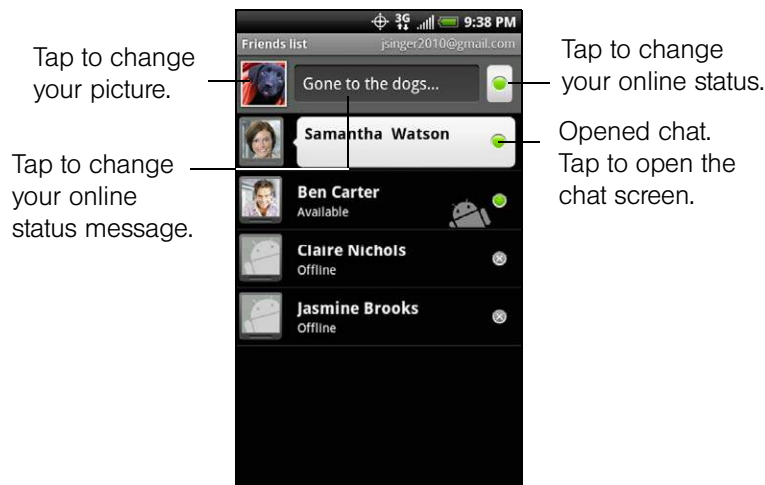 3G 9:38 PM
Friends list jsinger2010@gmail.com
Tap to change
your picture.
Gone to the dogs...
Tap to change
your online status.
Samantha Watson
Opened chat.
Tap to open the
chat screen.
Tap to change
your online
status message.
Ben Carter
Available
Claire Nichols
Offline
Jasmine Brooks
Offline